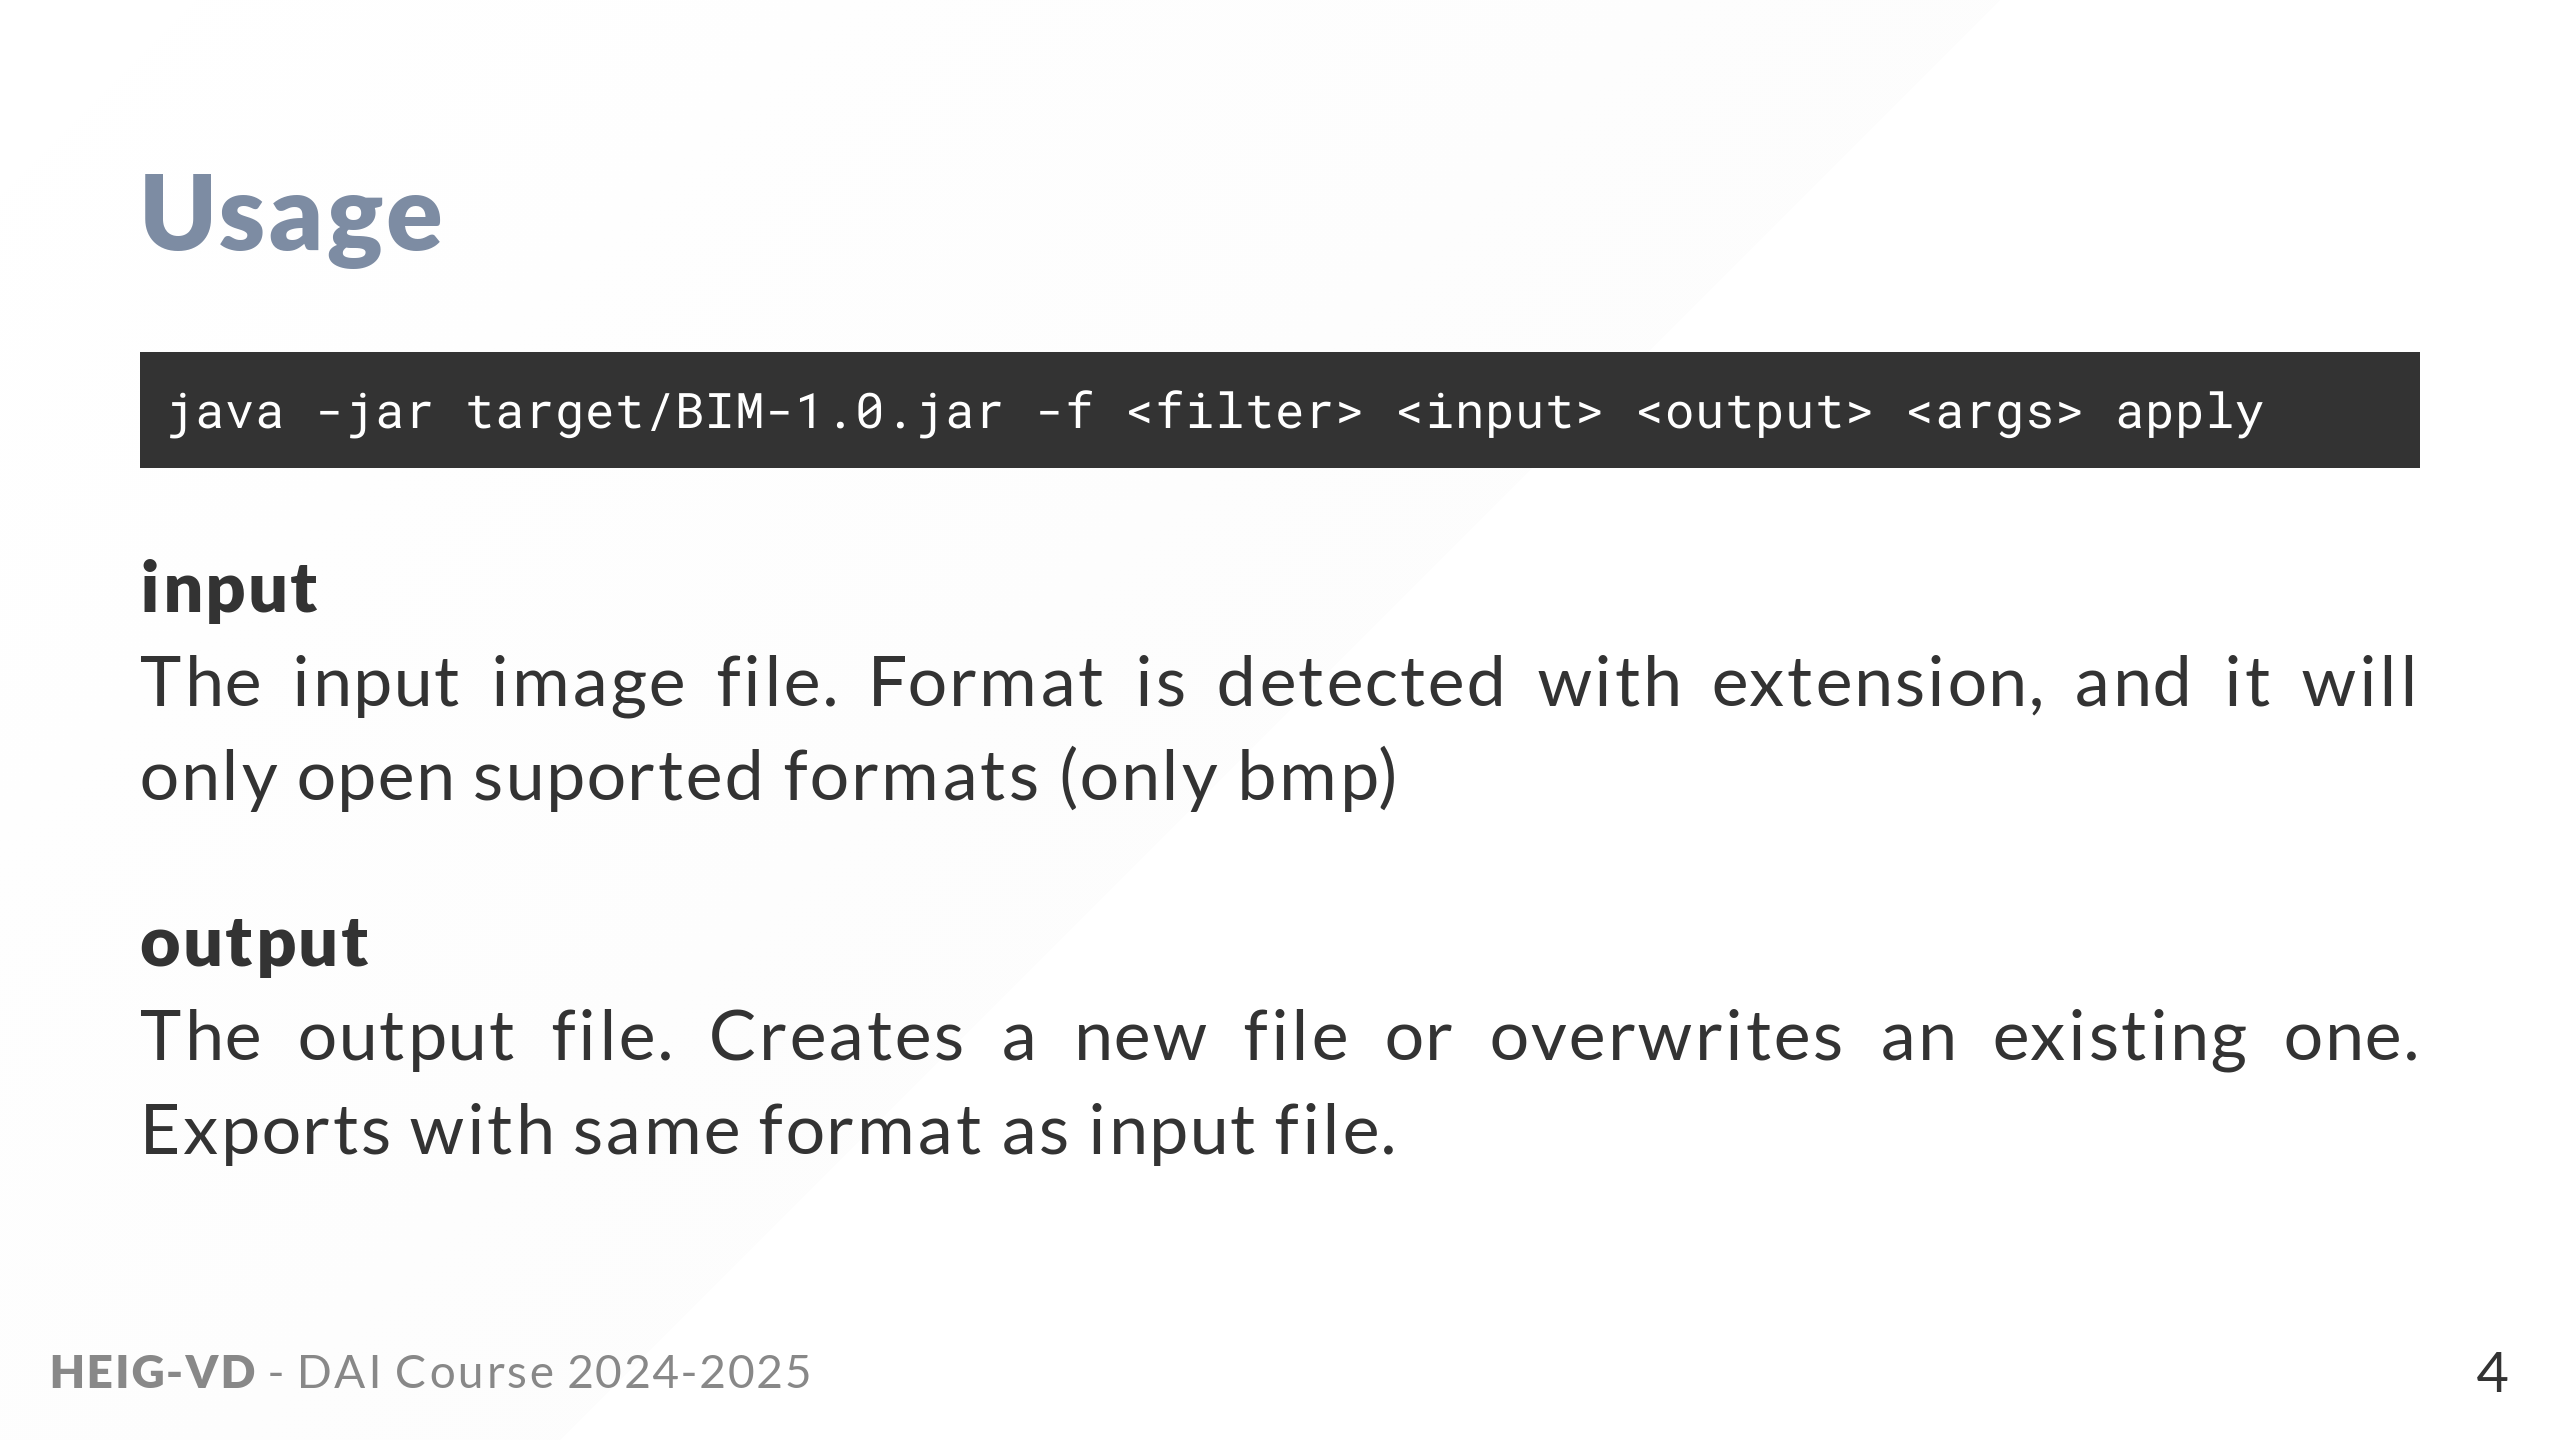 Usage
java -jar target/BIM-1.0.jar -f <filter> <input> <output> <args> apply
input
The input image file. Format is detected with extension, and it will
only open suported formats (only bmp)
output
The output file. Creates a new file or overwrites an existing one.
Exports with same format as input file.
HEIG-VD - DAI Course 2024-2025
4